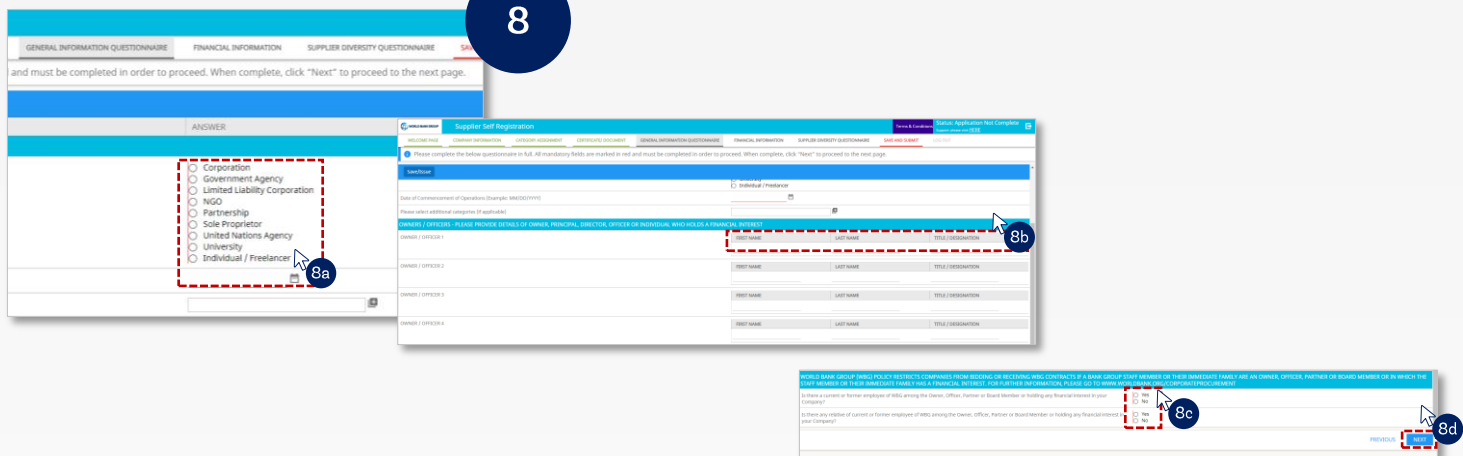 8
GENERAL INFORMATION QUESTIONNAIRE FINANCIAL INFORMATION SUPPLIER DIVERSITY QUESTIONNAIRE
and must be completed in order to proceed. When complete, click "Next" to proceed to the next page.
ANSWER
Corporation
Government Agency
Limited Liability Corporation
NGO
Partnership
Sole Proprietor
United Nations Agency
University
Individual / Freelancer
8a
WORLD BANK GROUP Supplier Self Registration Terms & Conditions Status: Application Not Complete
WELCOME PAGE COMPANY INFORMATION CATEGORY ASSIGNMENT CERTIFICATES DOCUMENT GENERAL INFORMATION QUESTIONNAIRE FINANCIAL INFORMATION SUPPLIER DIVERSITY QUESTIONNAIRE SAVE AND SUBMIT
Please complete the below questionnaire in full. All mandatory fields are marked in red and must be completed in order to proceed. When complete, click "Next" to proceed to the next page.
Individual / Freelancer
Date of Commencement of Operations (Example: MM/DD/YYYY)
Please select additional categories (if applicable)
OWNERS / OFFICERS - PLEASE PROVIDE DETAILS OF OWNER, PRINCIPAL, DIRECTOR, OFFICER OR INDIVIDUAL WHO HOLDS A FINANCIAL INTEREST
8b
OWNER / OFFICER 1 FIRST NAME LAST NAME TITLE / DESIGNATION
OWNER / OFFICER 2 FIRST NAME LAST NAME TITLE / DESIGNATION
OWNER / OFFICER 3 FIRST NAME LAST NAME TITLE / DESIGNATION
OWNER / OFFICER 4 FIRST NAME LAST NAME TITLE / DESIGNATION
WORLD BANK GROUP (WBG) POLICY RESTRICTS COMPANIES FROM BIDDING OR RECEIVING WBG CONTRACTS IF A BANK GROUP STAFF MEMBER OR THEIR IMMEDIATE FAMILY ARE AN OWNER, OFFICER, PARTNER OR BOARD MEMBER OR IN WHICH THE
STAFF MEMBER OR THEIR IMMEDIATE FAMILY HAS A FINANCIAL INTEREST. FOR FURTHER INFORMATION, PLEASE GO TO WWW.WORLDBANK.ORG/CORPORATEPROCUREMENT
Is there a current or former employee of WBG among the Owner, Officer, Partner or Board Member or holding any financial interest in your Yes
Company? No
8c
Is there any relative of current or former employee of WBG among the Owner, Officer, Partner or Board Member or holding any financial interest in Yes
your Company? No
8d
PREVIOUS NEXT